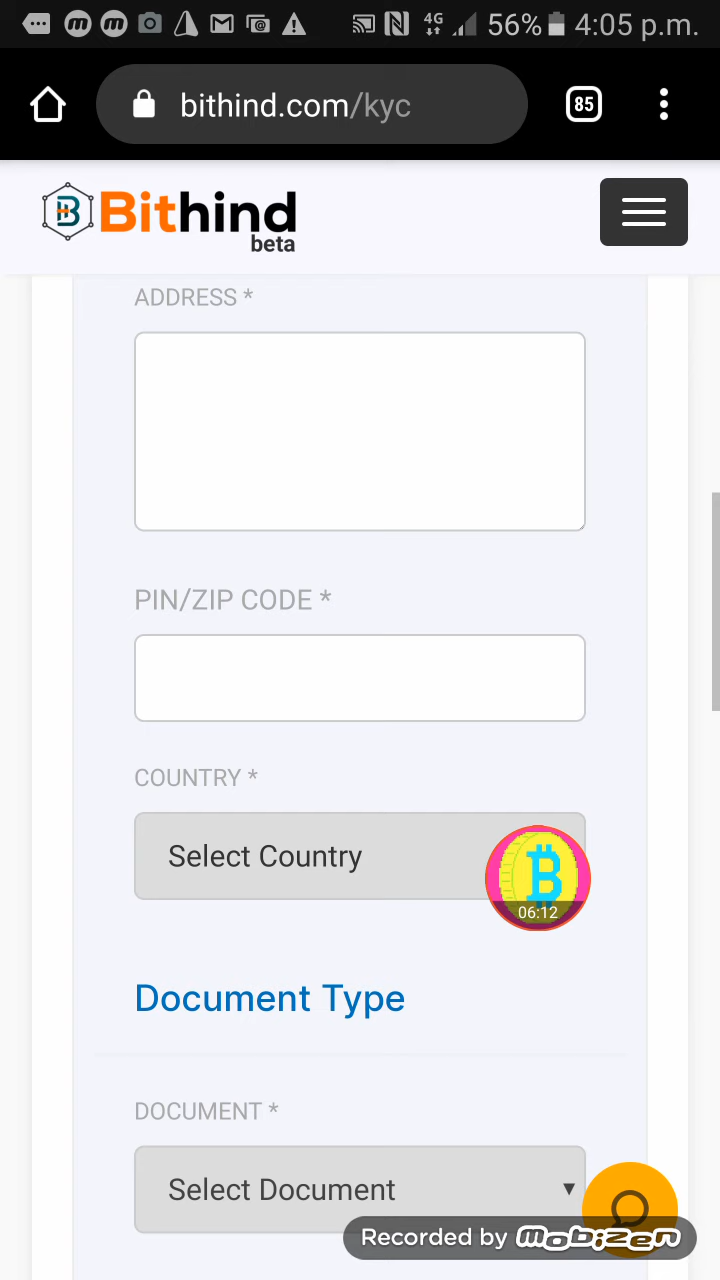 4G 56% 4:05 p.m.
bithind.com/kyc
85
Bithind
beta
ADDRESS *
PIN/ZIP CODE *
COUNTRY *
Select Country
06:12
Document Type
DOCUMENT *
Select Document
Recorded by mobizen